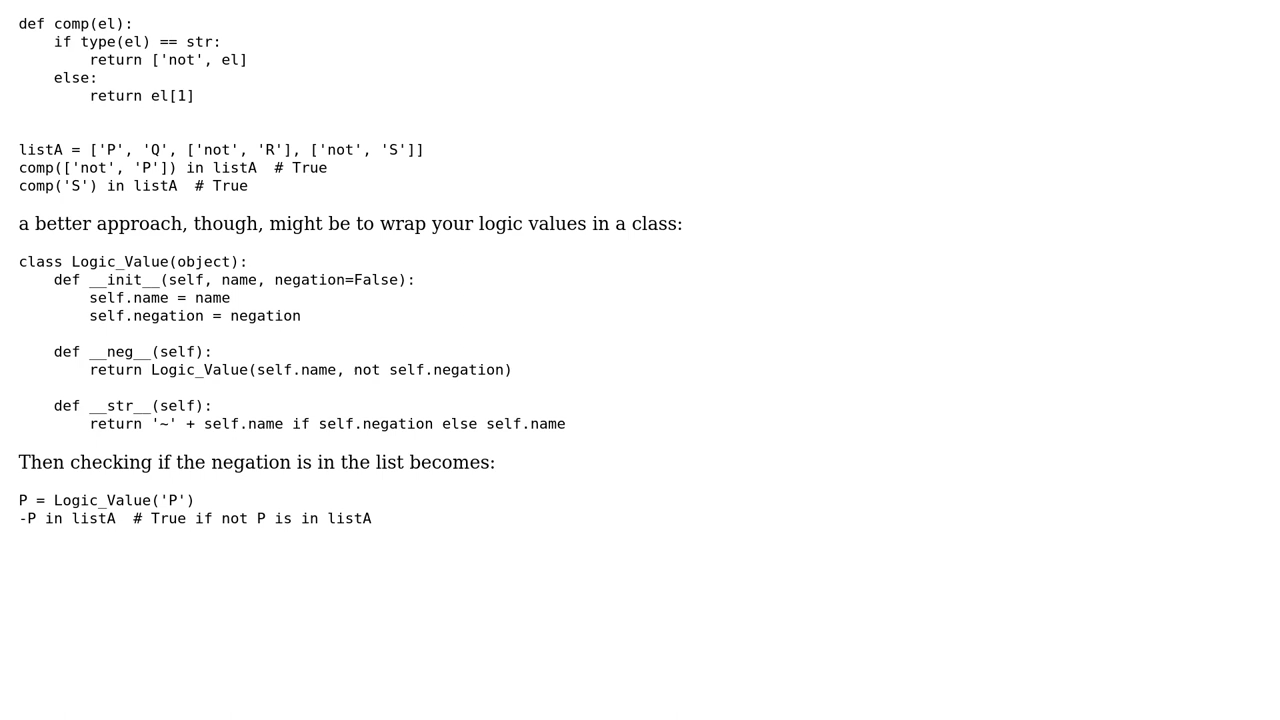 def comp(el):
    if type(el) == str:
        return ['not', el]
    else:
        return el[1]
listA = ['P', 'Q', ['not', 'R'], ['not', 'S']]
comp(['not', 'P']) in listA  # True
comp('S') in listA  # True
a better approach, though, might be to wrap your logic values in a class:
class Logic_Value(object):
    def __init__(self, name, negation=False):
        self.name = name
        self.negation = negation
    def __neg__(self):
        return Logic_Value(self.name, not self.negation)
    def __str__(self):
        return '~' + self.name if self.negation else self.name
Then checking if the negation is in the list becomes:
P = Logic_Value('P')
-P in listA  # True if not P is in listA